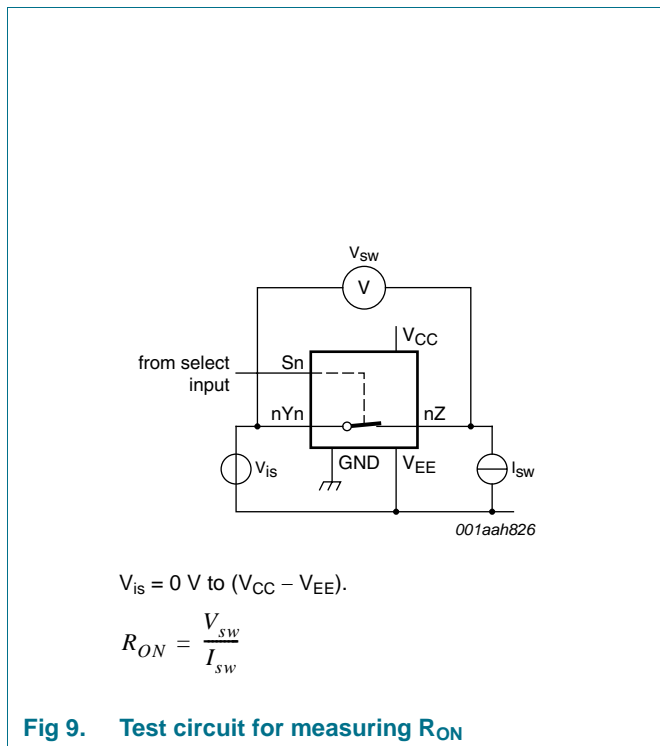 Vsw
V
VCC
from select
input
Sn
nYn
nZ
Vis
GND
VEE
Isw
001aah826
Vis = 0 V to (VCC − VEE).
RON = Vsw / Isw
Fig 9. Test circuit for measuring RON